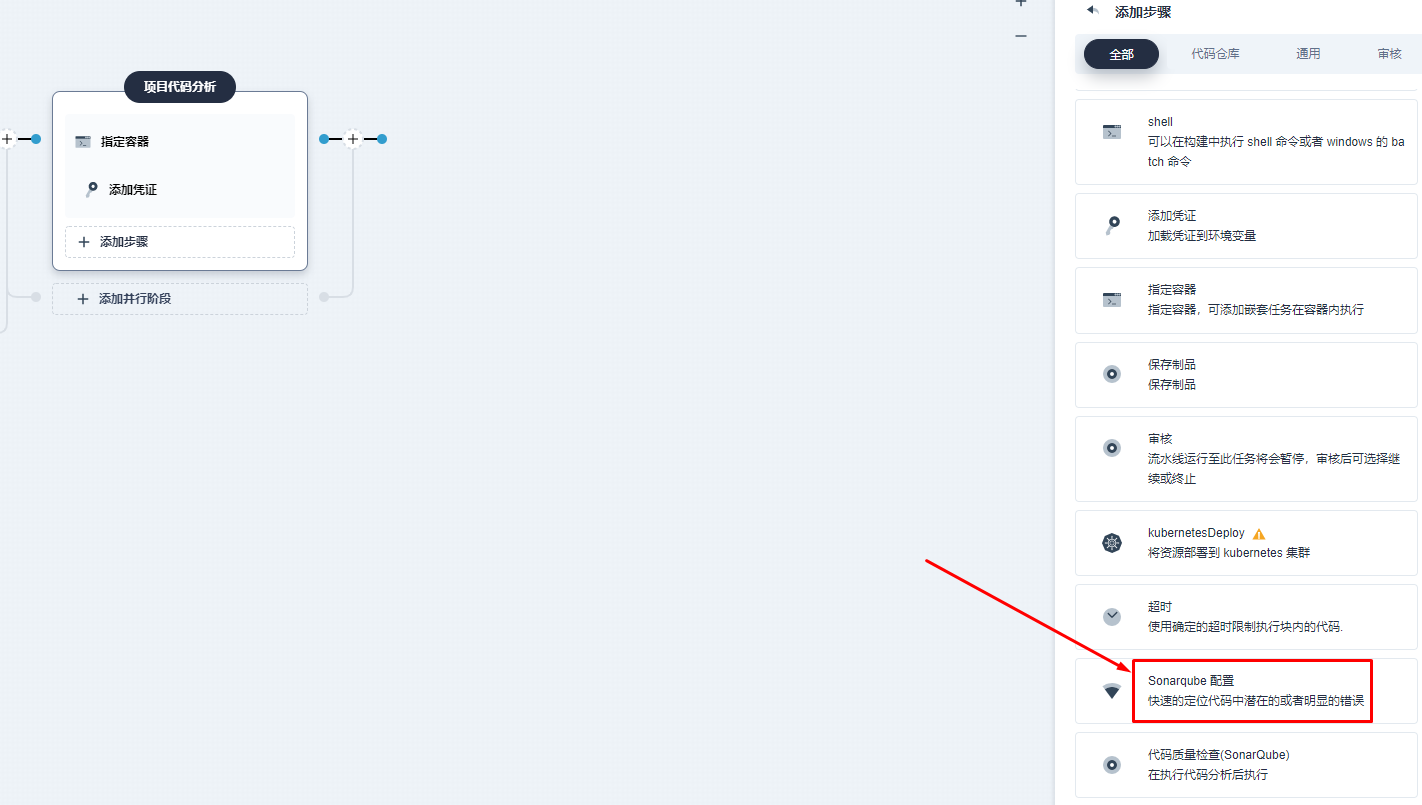 项目代码分析
指定容器
添加凭证
添加步骤
添加并行阶段
添加步骤
全部
代码仓库
通用
审核
shell
可以在构建中执行 shell 命令或者 windows 的 ba
tch 命令
添加凭证
加载凭证到环境变量
指定容器
指定容器，可添加嵌套任务在容器内执行
保存制品
保存制品
审核
流水线运行至此任务将会暂停，审核后可选择继
续或终止
kubernetesDeploy
将资源部署到 kubernetes 集群
超时
使用确定的超时限制执行块内的代码.
Sonarqube 配置
快速的定位代码中潜在的或者明显的错误
代码质量检查(SonarQube)
在执行代码分析后执行